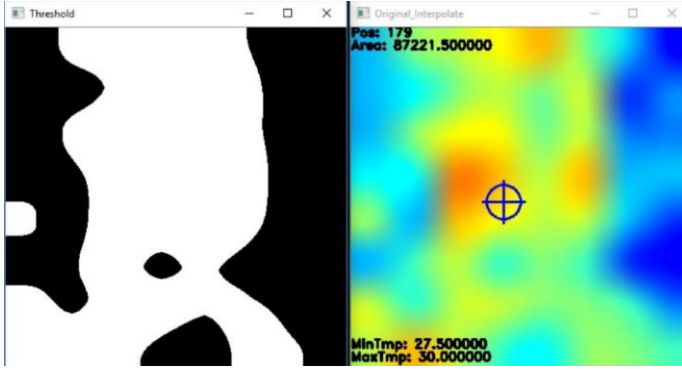 Threshold
Original_Interpolate
Pos: 179
Area: 87221.500000
MinTmp: 27.500000
MaxTmp: 30.000000